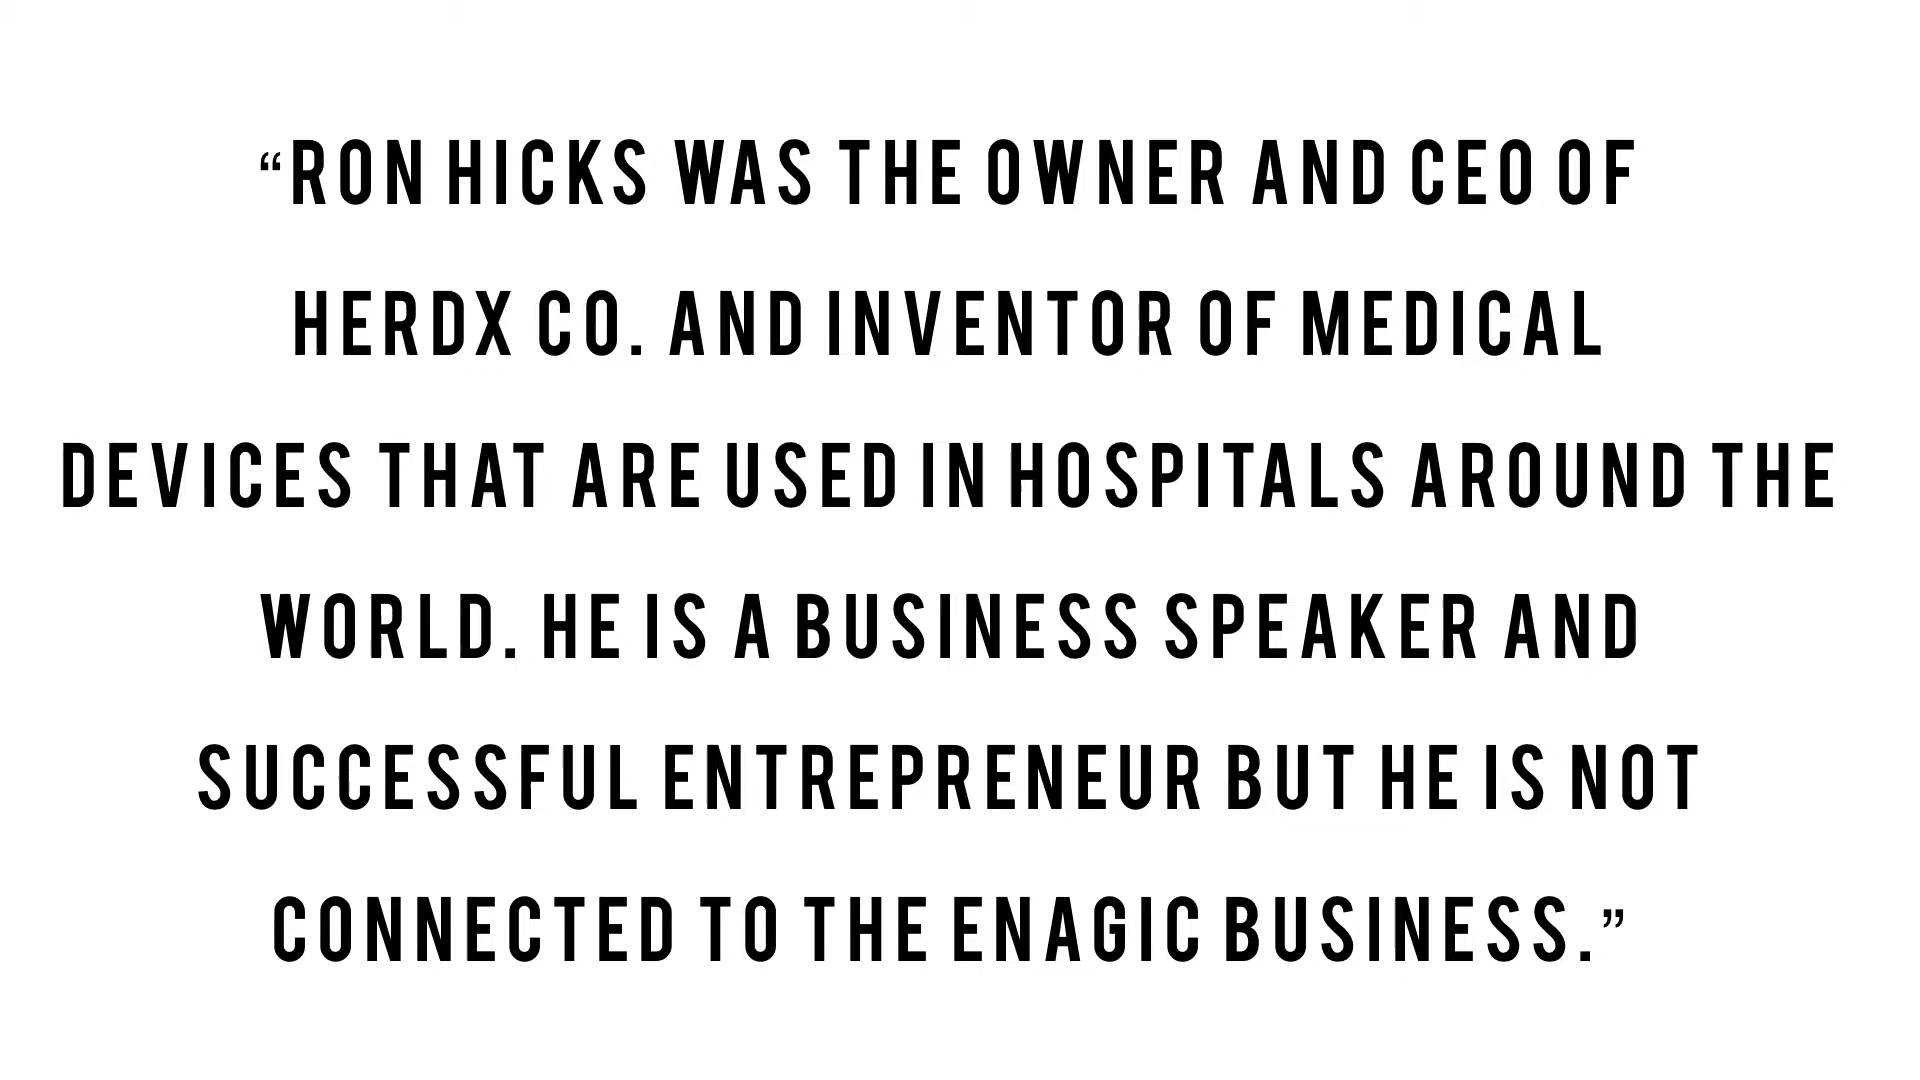 “RON HICKS WAS THE OWNER AND CEO OF
HERDX CO. AND INVENTOR OF MEDICAL
DEVICES THAT ARE USED IN HOSPITALS AROUND THE
WORLD. HE IS A BUSINESS SPEAKER AND
SUCCESSFUL ENTREPRENEUR BUT HE IS NOT
CONNECTED TO THE ENAGIC BUSINESS.”